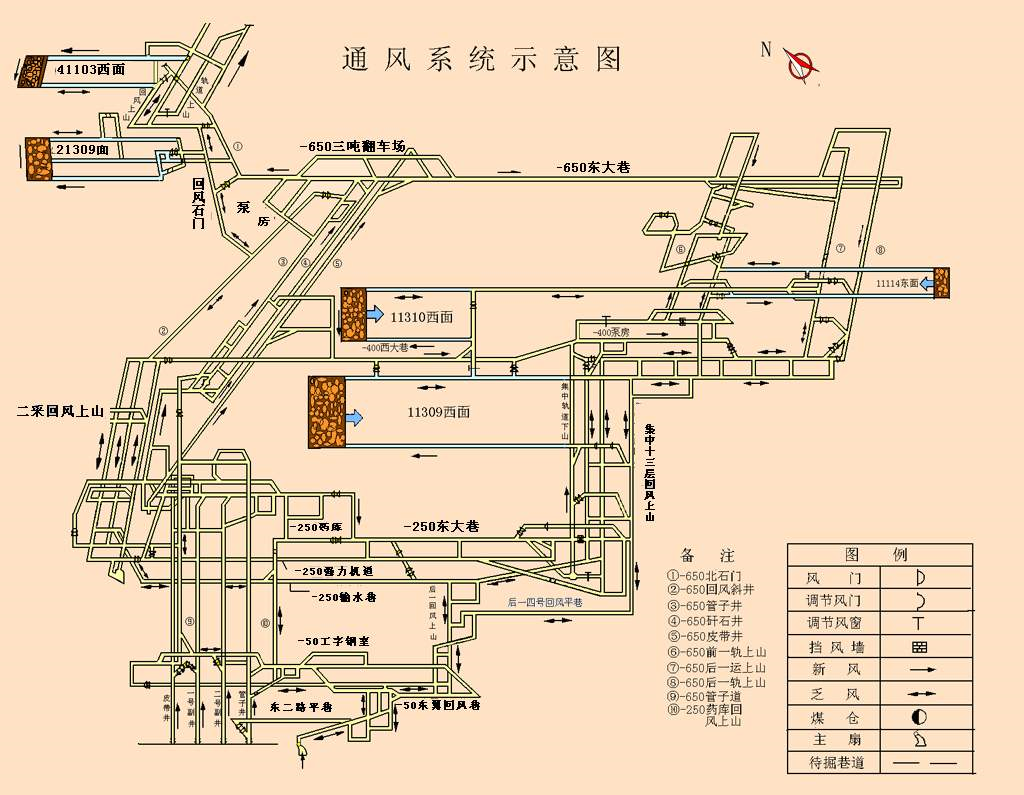 通风系统示意图
N
41103西面
回风上山
轨道上山
21309面
①
-650三吨翻车场
-650东大巷
回风石门
泵房
⑥
⑦
⑧
③
④
⑤
11114东面
11310西面
-400泵房
②
-400西大巷
11309西面
集中轨道下山
二采回风上山
集中十三层回风上山
-250药库
-250东大巷
-250强力机道
-250输水巷
后一回风上山
后一四号回风平巷
⑨
⑩
-50工字钢室
皮带井
一号副井
二号副井
管子井
东二路平巷
-50东翼回风巷
备 注
①-650北石门
②-650回风斜井
③-650管子井
④-650矸石井
⑤-650皮带井
⑥-650前一轨上山
⑦-650后一运上山
⑧-650后一轨上山
⑨-650管子道
⑩-250药库回
风上山
图 例
风 门
调节风门
调节风窗
挡风墙
新 风
乏 风
煤 仓
主 扇
待掘巷道